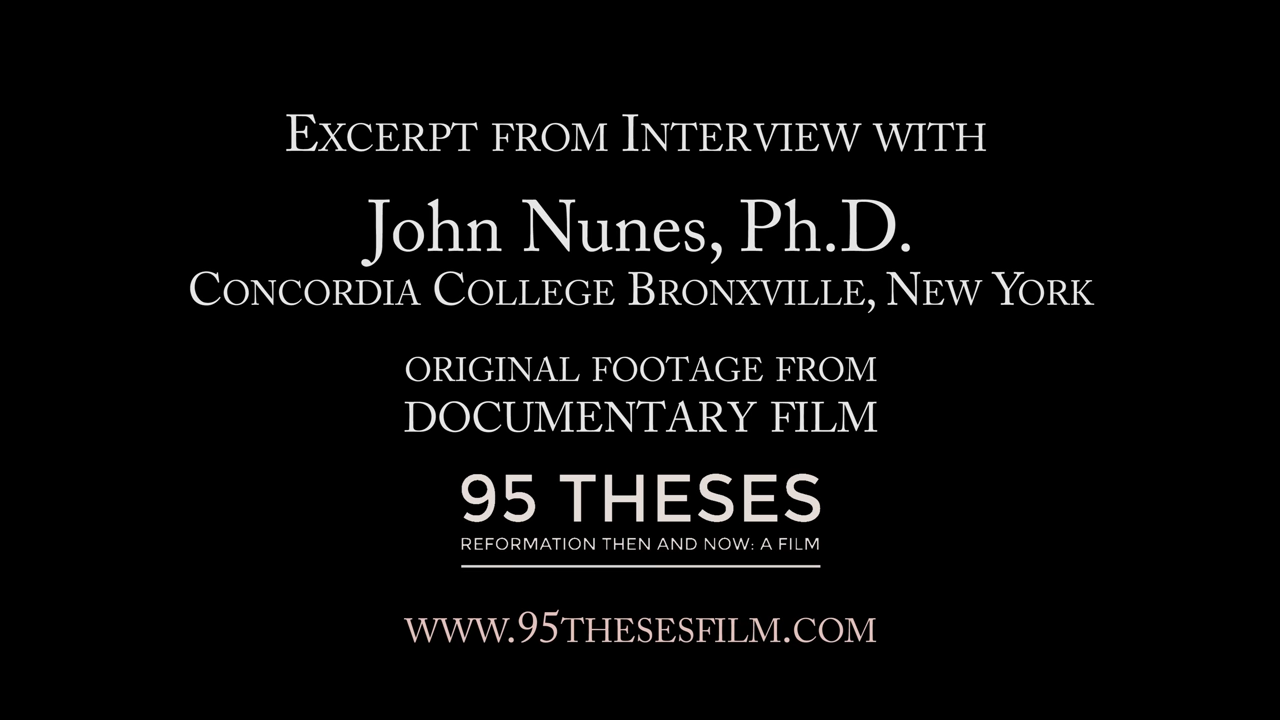 Excerpt from Interview with
John Nunes, Ph.D.
Concordia College Bronxville, New York
original footage from
documentary film
95 THESES
REFORMATION THEN AND NOW: A FILM
www.95thesesfilm.com